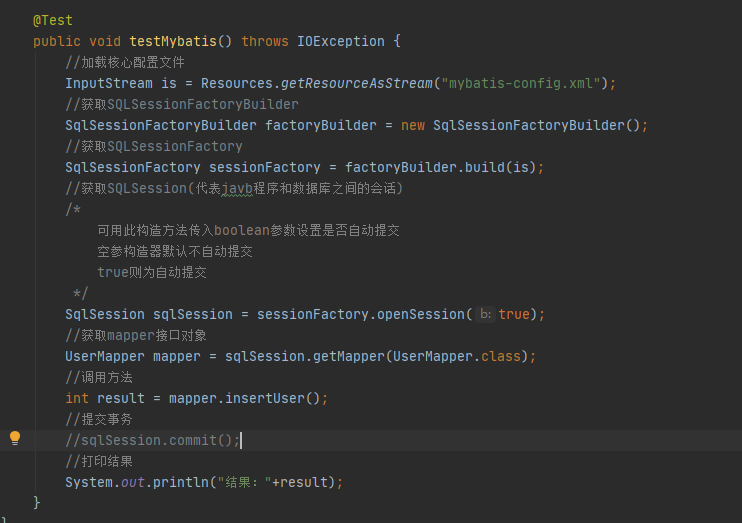 @Test
public void testMybatis() throws IOException {
//加载核心配置文件
InputStream is = Resources.getResourceAsStream("mybatis-config.xml");
//获取SQLSessionFactoryBuilder
SqlSessionFactoryBuilder factoryBuilder = new SqlSessionFactoryBuilder();
//获取SQLSessionFactory
SqlSessionFactory sessionFactory = factoryBuilder.build(is);
//获取SQLSession(代表javb程序和数据库之间的会话)
/*
可用此构造方法传入boolean参数设置是否自动提交
空参构造器默认不自动提交
true则为自动提交
*/
SqlSession sqlSession = sessionFactory.openSession( b: true);
//获取mapper接口对象
UserMapper mapper = sqlSession.getMapper(UserMapper.class);
//调用方法
int result = mapper.insertUser();
//提交事务
//sqlSession.commit();
//打印结果
System.out.println("结果："+result);
}
}